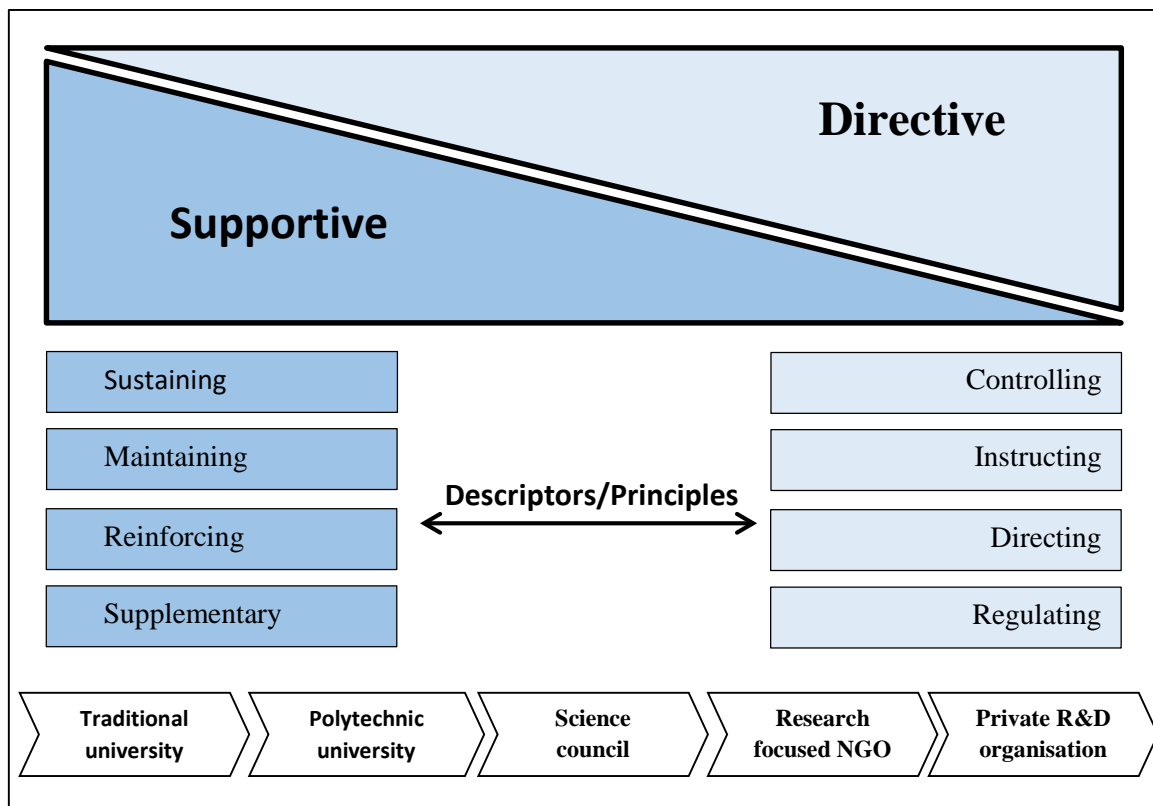 Directive
Supportive
Sustaining
Controlling
Maintaining
Instructing
Descriptors/Principles
Reinforcing
Directing
Supplementary
Regulating
Traditional
university
Polytechnic
university
Science
council
Research
focused NGO
Private R&D
organisation